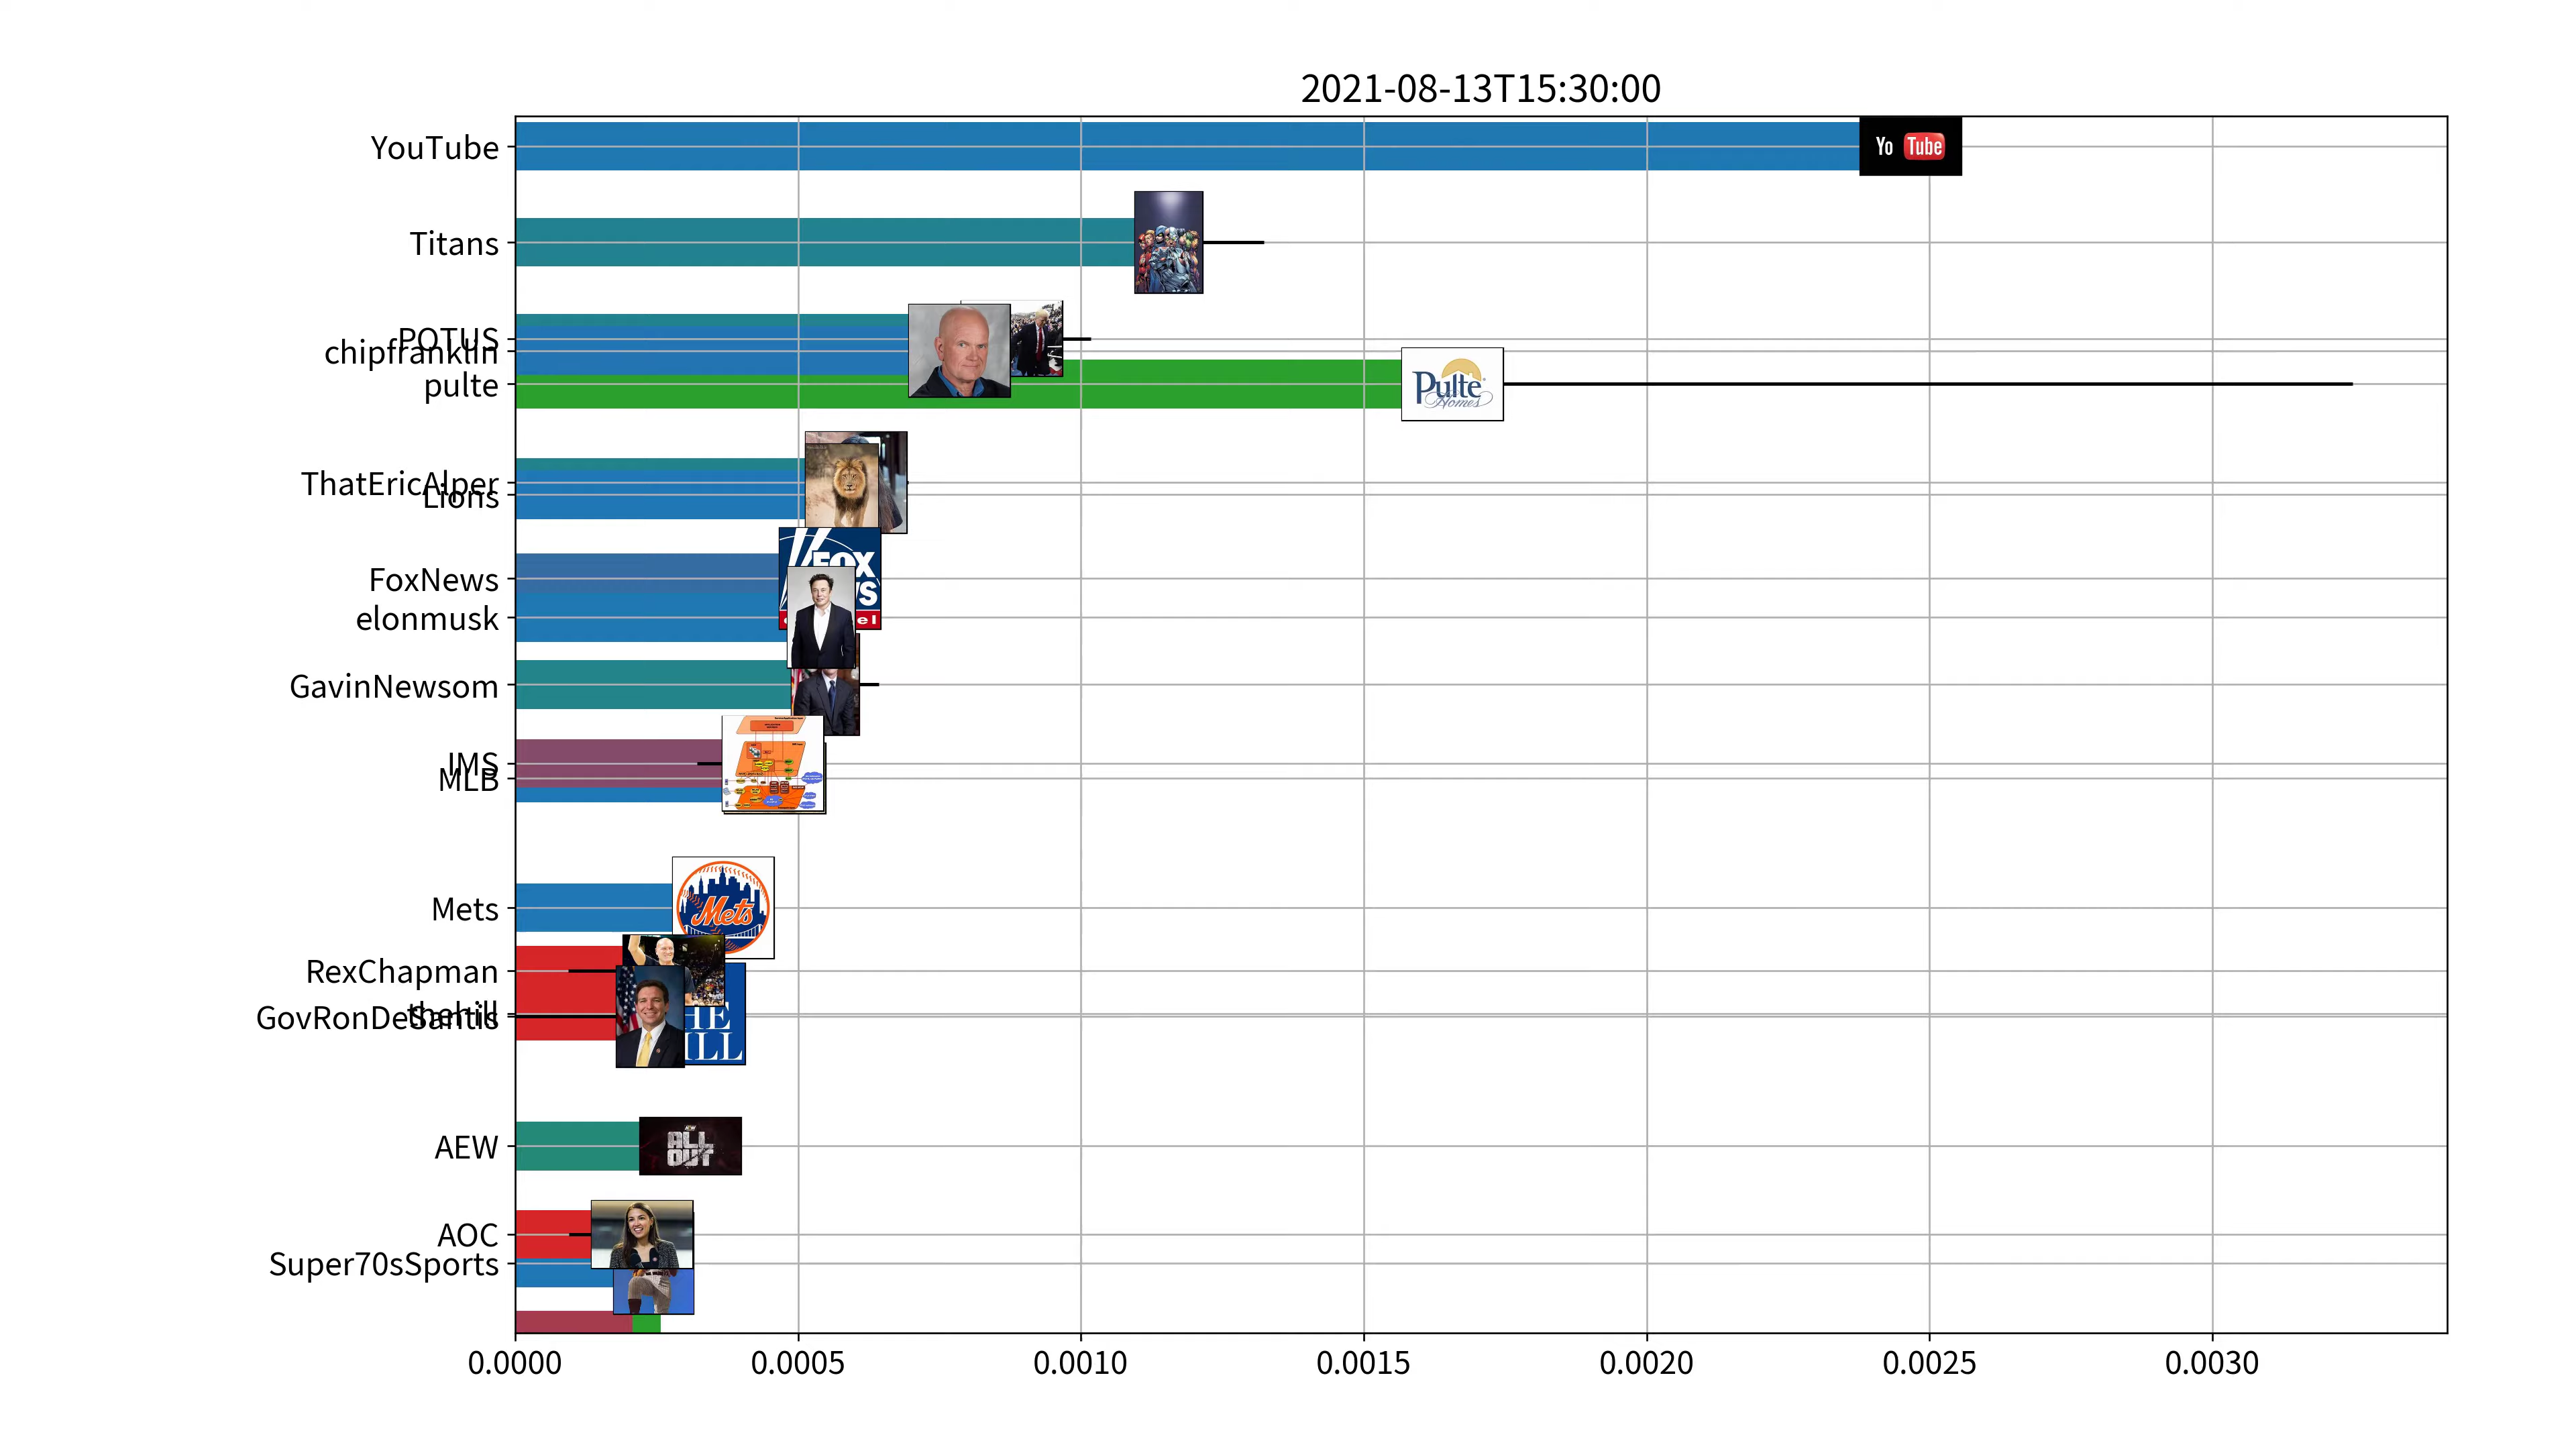 2021-08-13T15:30:00
YouTube
Yo Tube
Titans
POTUS
chipfranklin
pulte
Pulte
Homes
ThatEricAlper
Lions
FOX
FoxNews
elonmusk
GavinNewsom
IMS
MLB
Mets
Mets
RexChapman
thehill
GovRonDeSantis
AEW
ALL
OUT
AOC
Super70sSports
0.0000 0.0005 0.0010 0.0015 0.0020 0.0025 0.0030